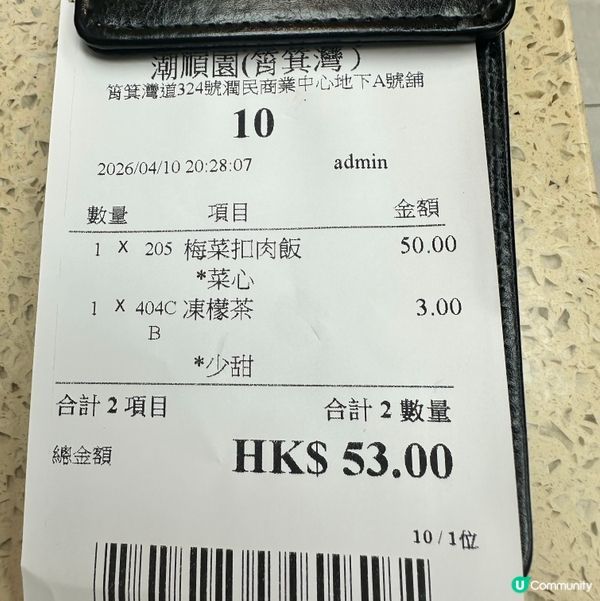 潮順園(筲箕灣)
筲箕灣道324號潤民商業中心地下A號舖
10
2026/04/10 20:28:07 admin
數量 項目 金額
1 X 205 梅菜扣肉飯 50.00
*菜心
1 X 404C 凍檬茶 3.00
B
*少甜
合計 2 項目 合計 2 數量
總金額 HK$ 53.00
10 / 1位
U Community